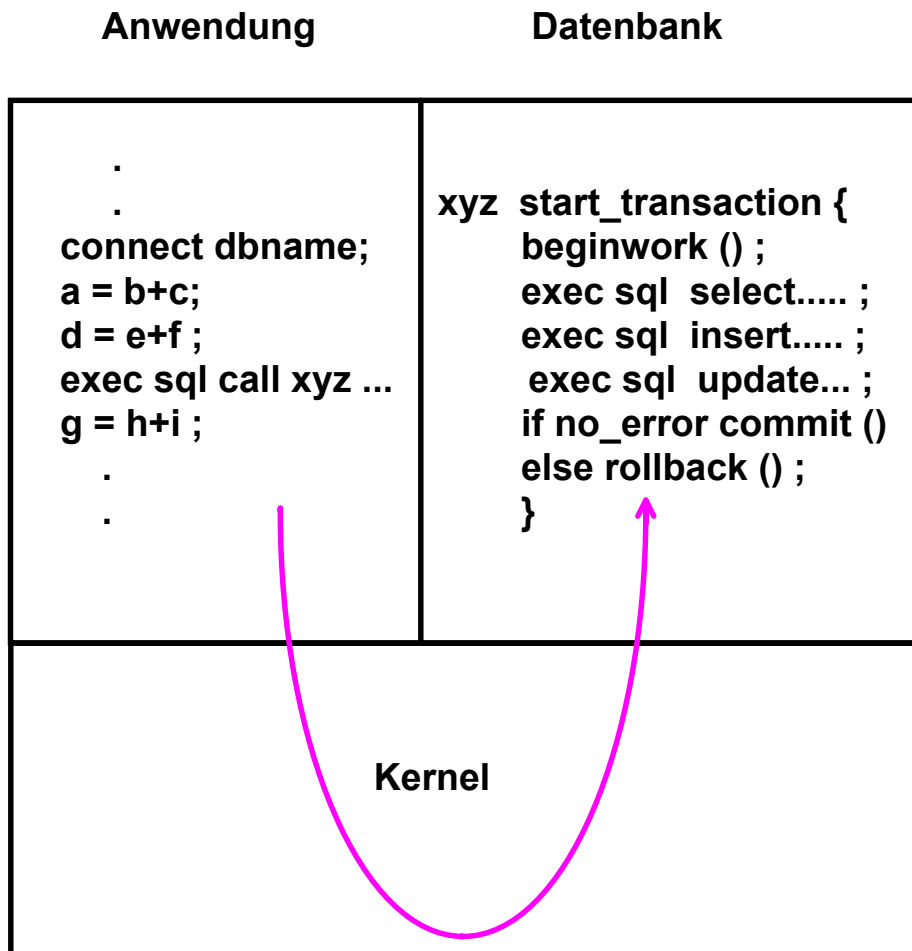 Anwendung
Datenbank
.
.
connect dbname;
a = b+c;
d = e+f ;
exec sql call xyz ...
g = h+i ;
.
.
xyz start_transaction {
beginwork () ;
exec sql select..... ;
exec sql insert..... ;
exec sql update... ;
if no_error commit ()
else rollback () ;
}
Kernel